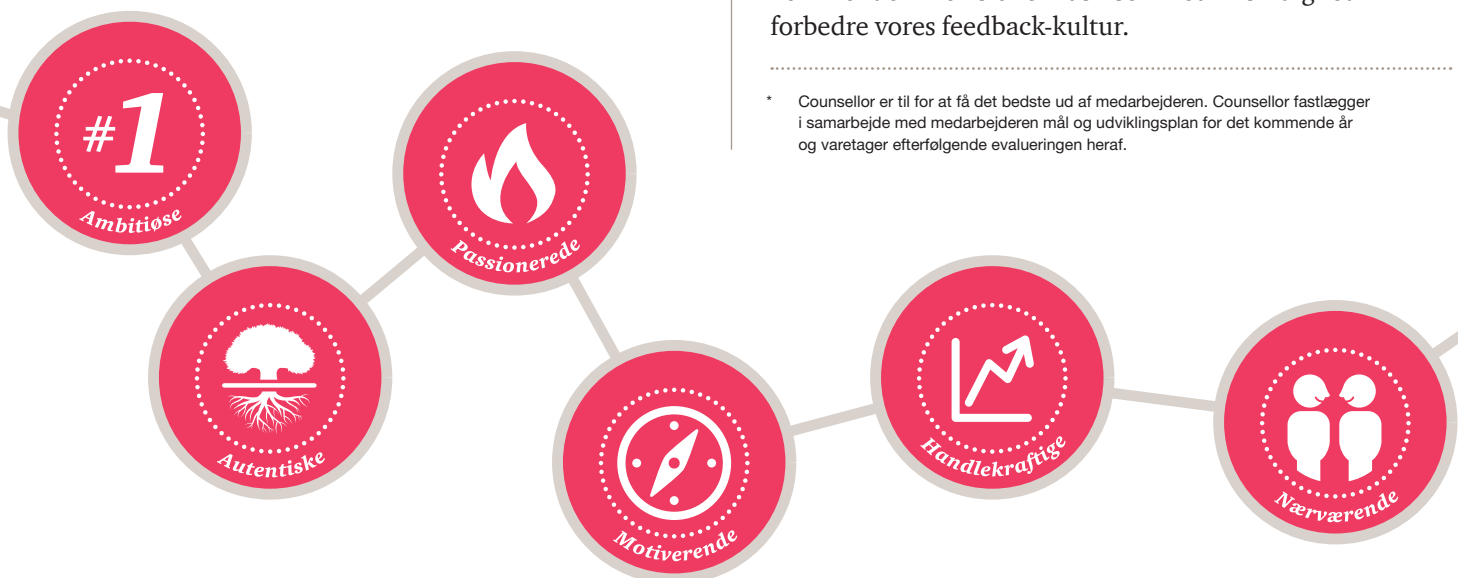 forbedre vores feedback-kultur.
* Counsellor er til for at få det bedste ud af medarbejderen. Counsellor fastlægger
i samarbejde med medarbejderen mål og udviklingsplan for det kommende år
og varetager efterfølgende evalueringen heraf.
#1
Ambitiøse
Passionerede
Autentiske
Motiverende
Handlekraftige
Nærværende